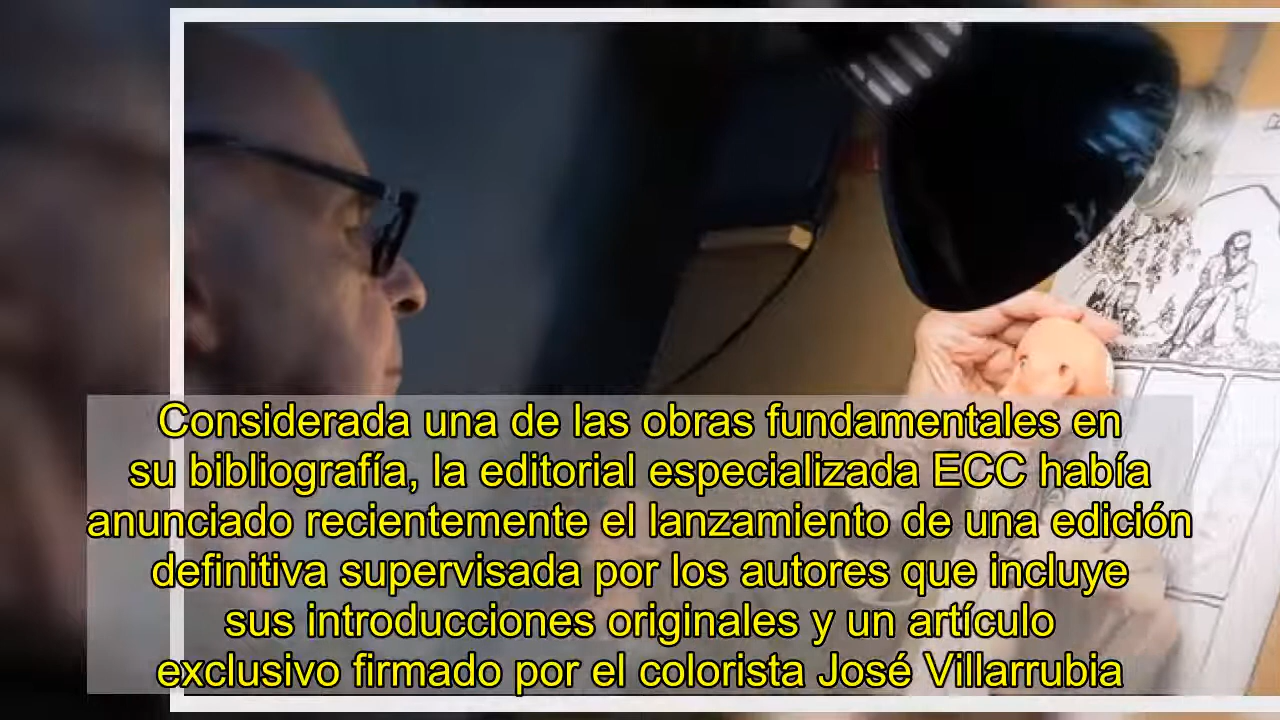 Considerada una de las obras fundamentales en
su bibliografía, la editorial especializada ECC había
anunciado recientemente el lanzamiento de una edición
definitiva supervisada por los autores que incluye
sus introducciones originales y un artículo
exclusivo firmado por el colorista José Villarrubia